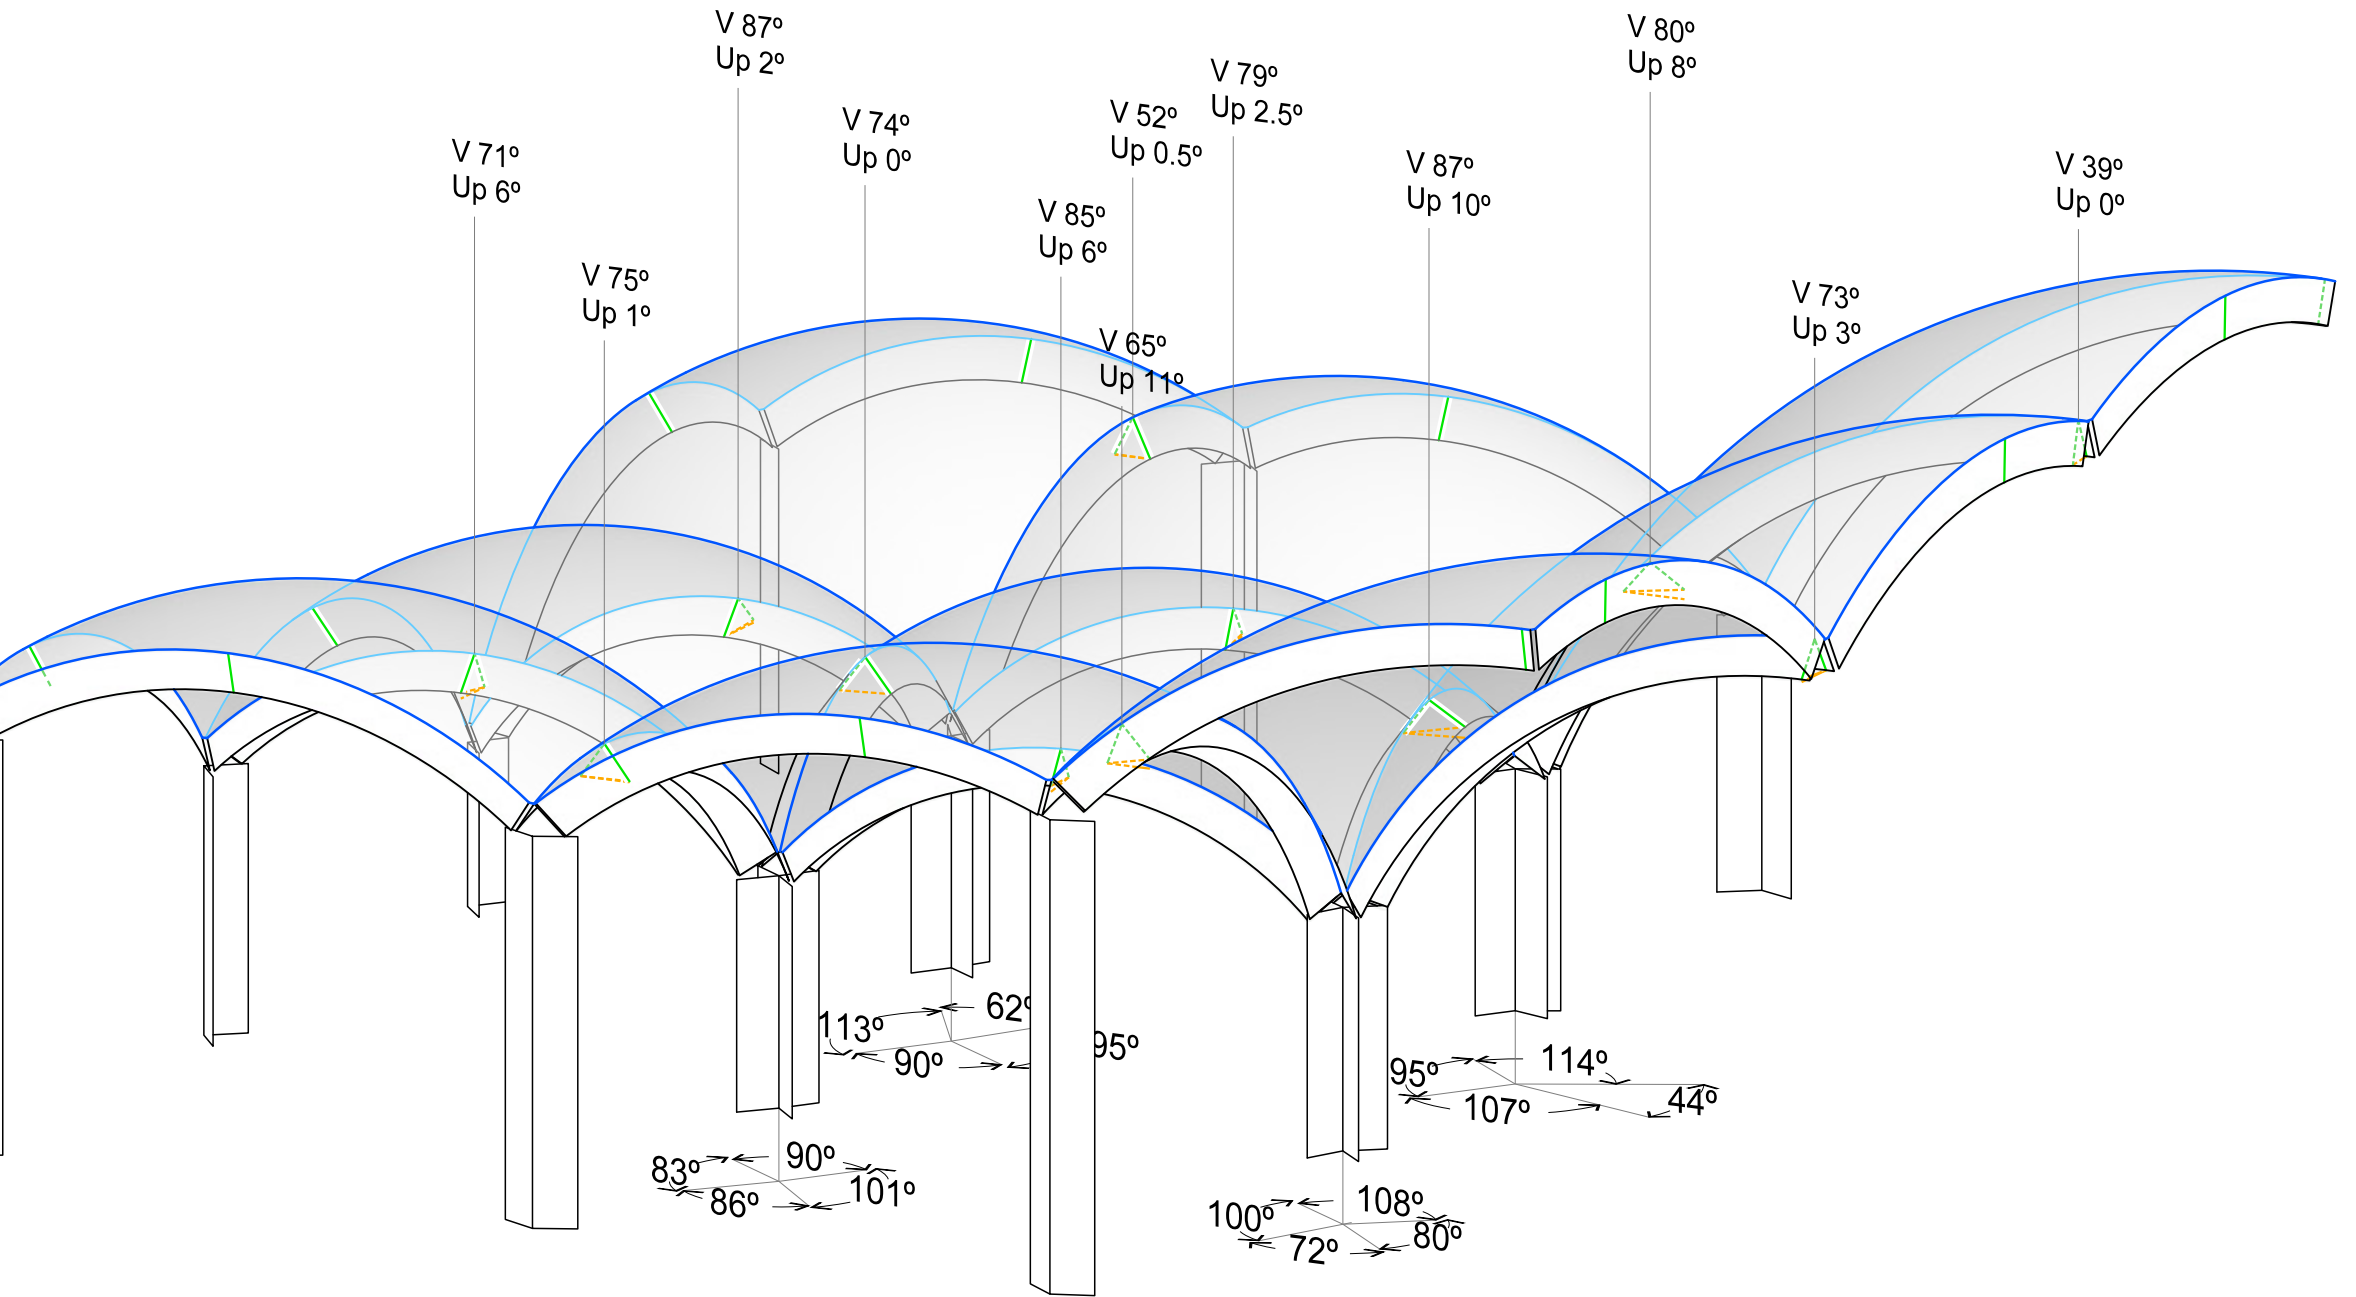 V 87º
Up 2º
V 80º
Up 8º
V 79º
Up 2.5º
V 52º
Up 0.5º
V 74º
Up 0º
V 71º
Up 6º
V 87º
Up 10º
V 39º
Up 0º
V 85º
Up 6º
V 75º
Up 1º
V 73º
Up 3º
V 65º
Up 11º
62º
113º
90º
95º
95º
114º
107º
44º
83º
90º
86º
101º
100º
108º
72º
80º